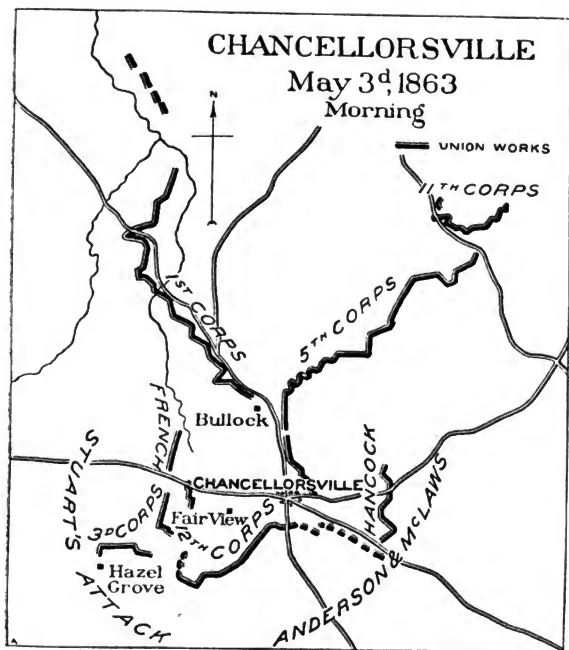 CHANCELLORSVILLE
May 3d, 1863
Morning
N
UNION WORKS
11TH CORPS
1ST CORPS
5TH CORPS
Bullock
FRENCH
HANCOCK
STUART'S ATTACK
CHANCELLORSVILLE
3D CORPS
Fair View
12TH CORPS
Hazel
Grove
ANDERSON & McLAWS